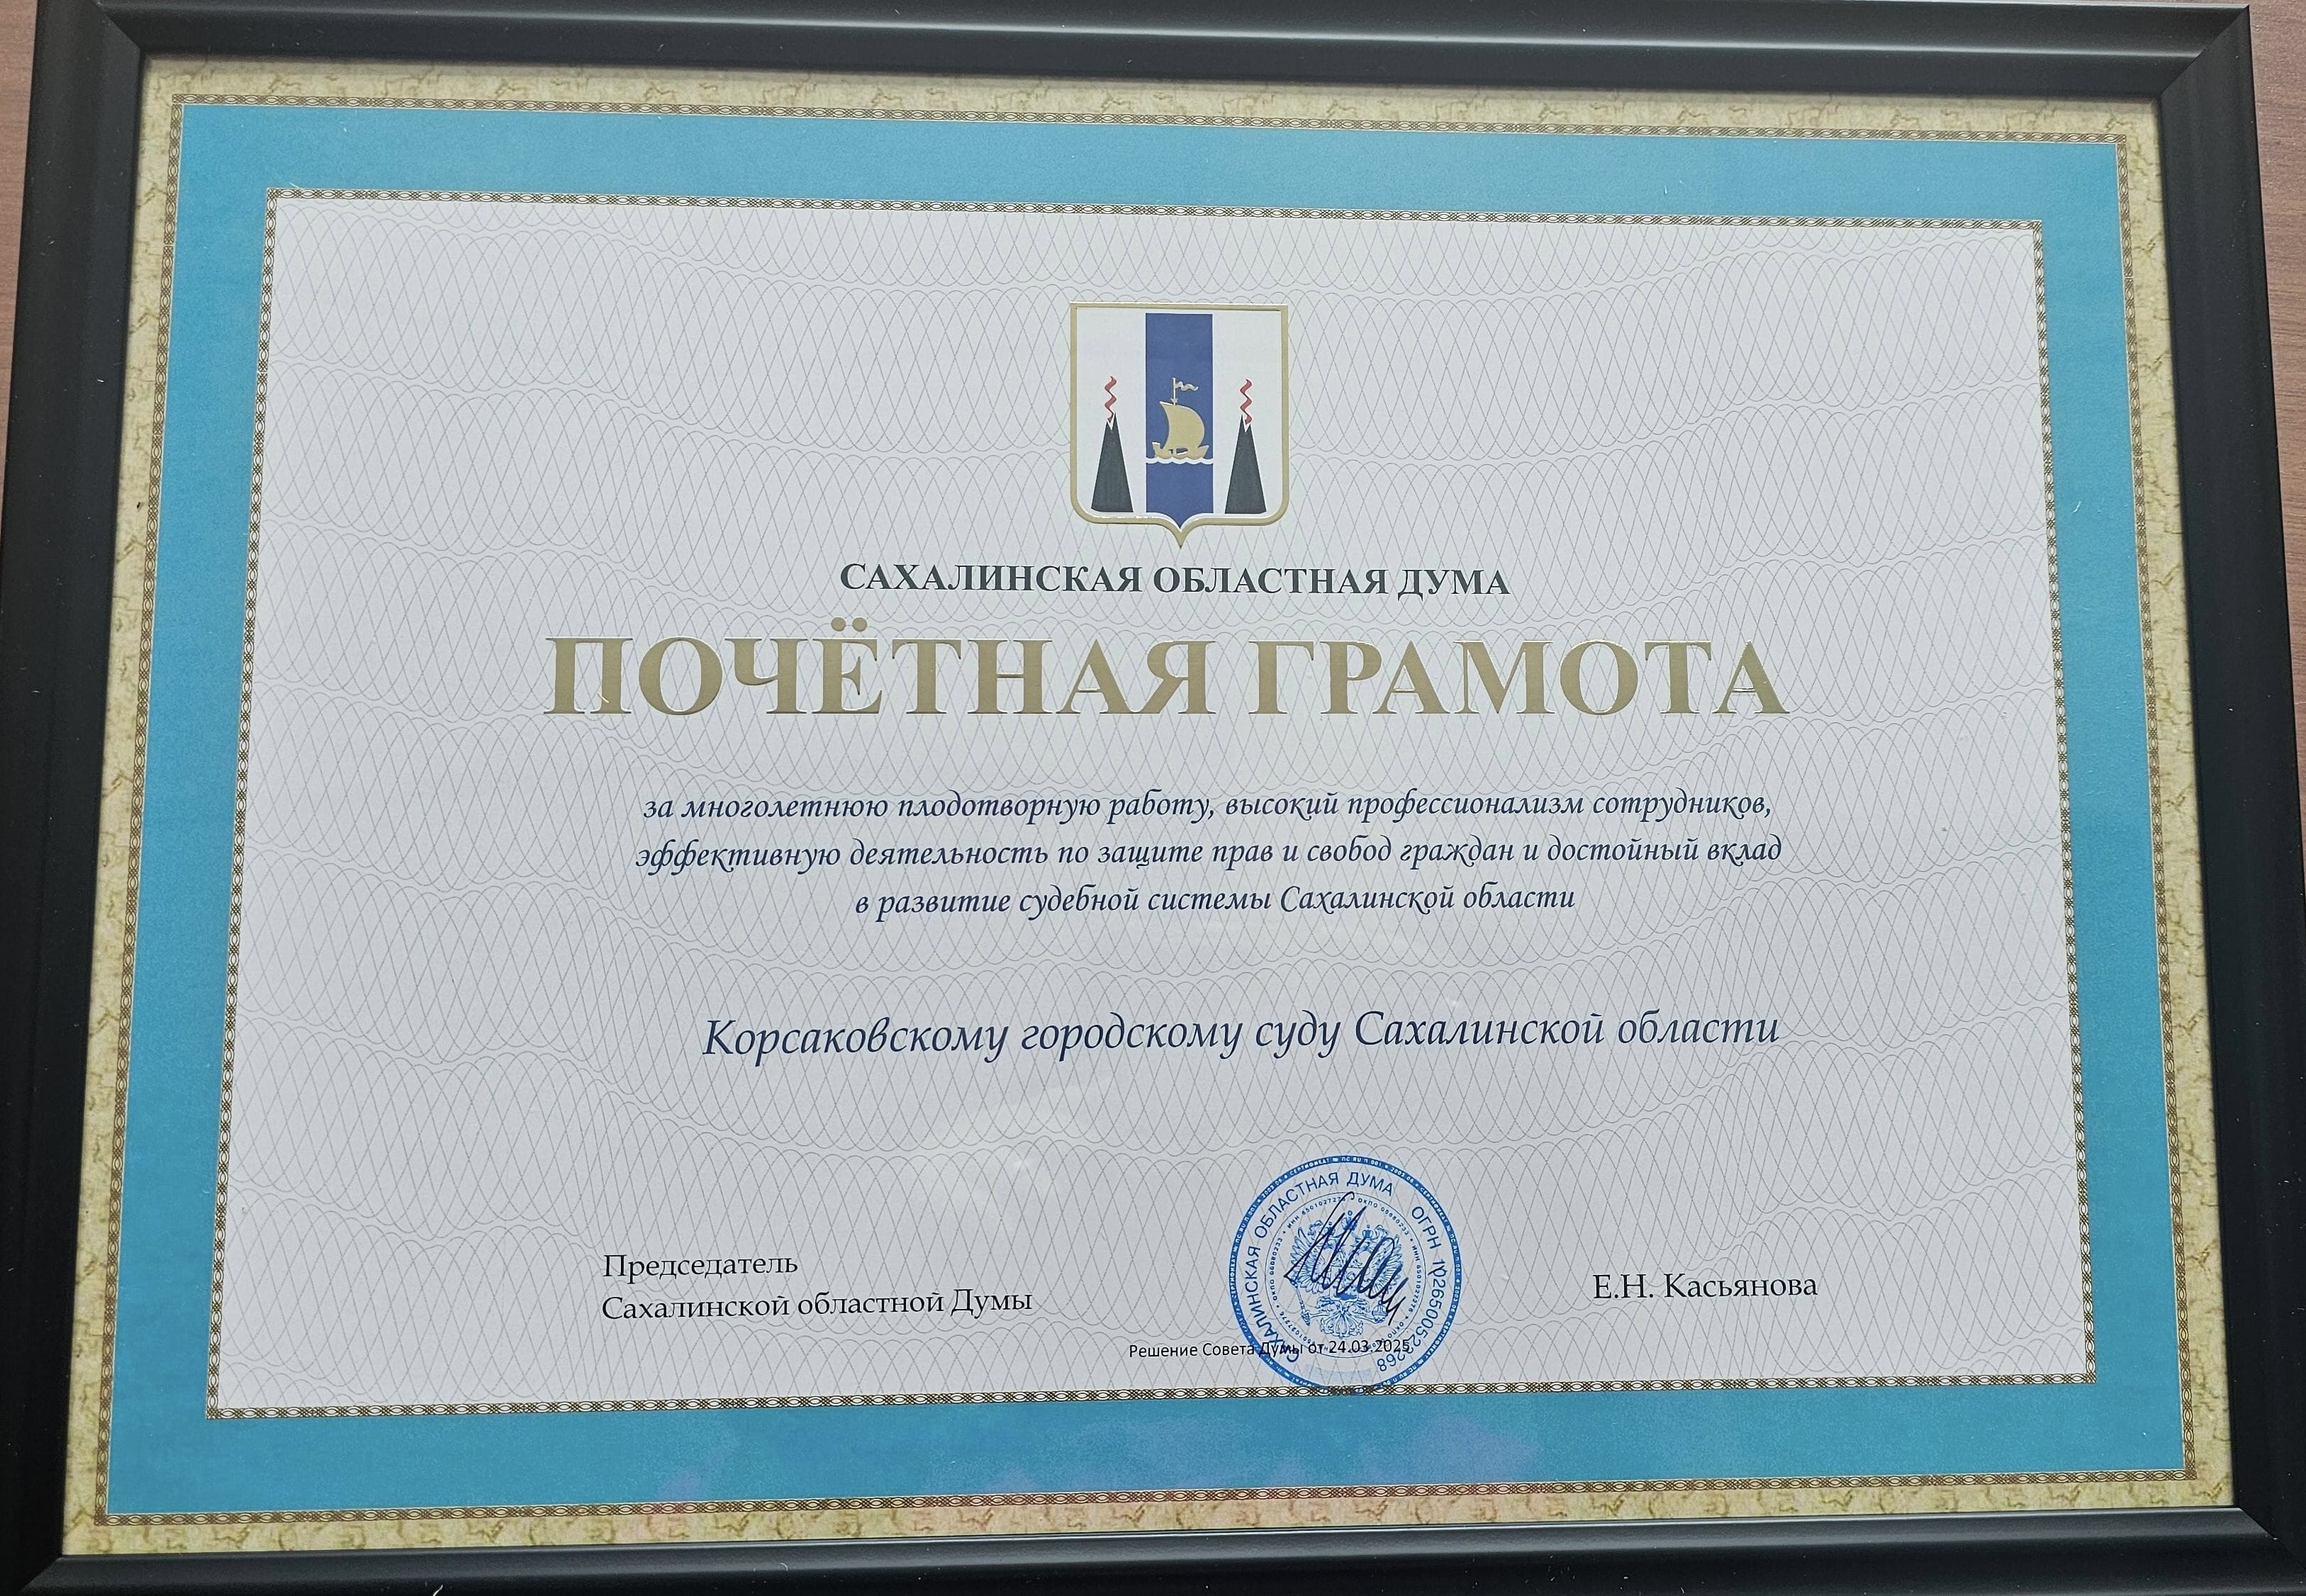 САХАЛИНСКАЯ ОБЛАСТНАЯ ДУМА
ПОЧЁТНАЯ ГРАМОТА
за многолетнюю плодотворную работу, высокий профессионализм сотрудников,
эффективную деятельность по защите прав и свобод граждан и достойный вклад
в развитие судебной системы Сахалинской области
Корсаковскому городскому суду Сахалинской области
Председатель
Сахалинской областной Думы
Е.Н. Касьянова
САХАЛИНСКАЯ ОБЛАСТНАЯ ДУМА ОГРН
Решение Совета Думы от 24.03.2025